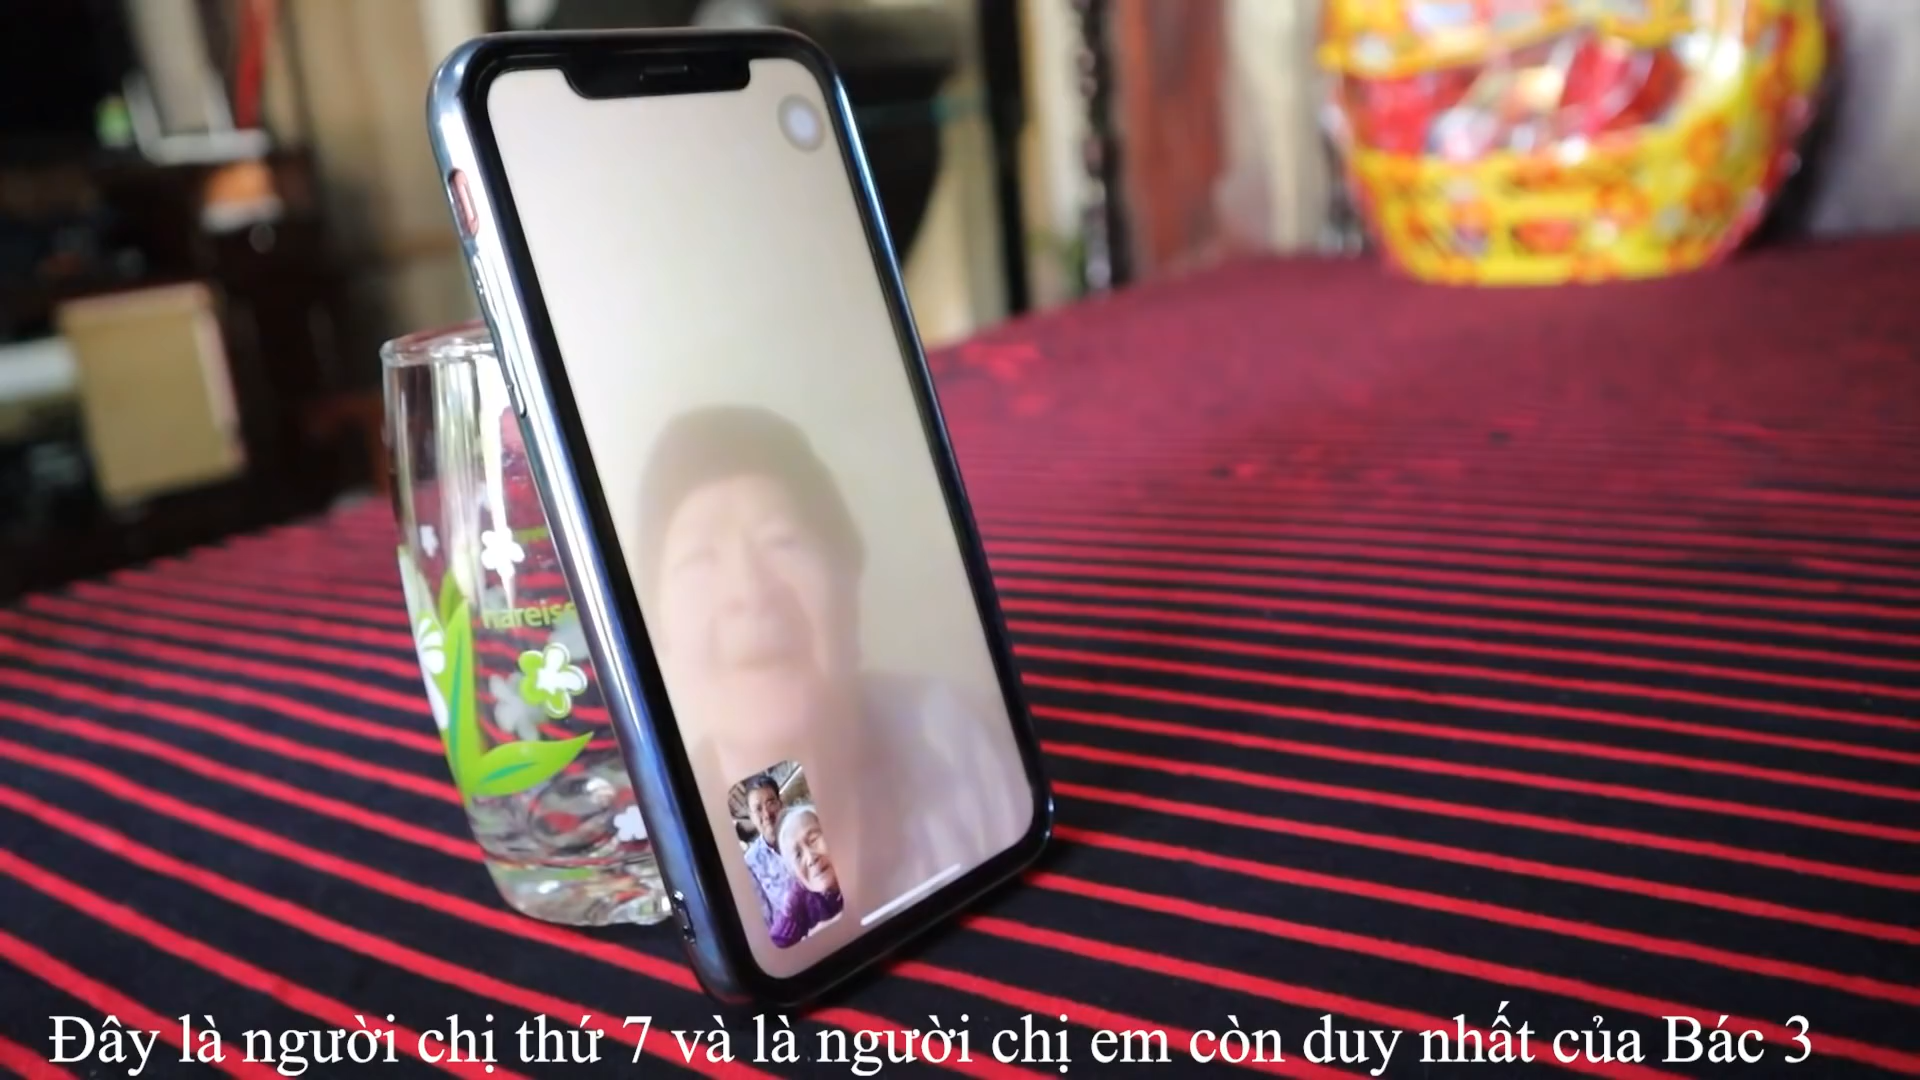 Đây là người chị thứ 7 và là người chị em còn duy nhất của Bác 3